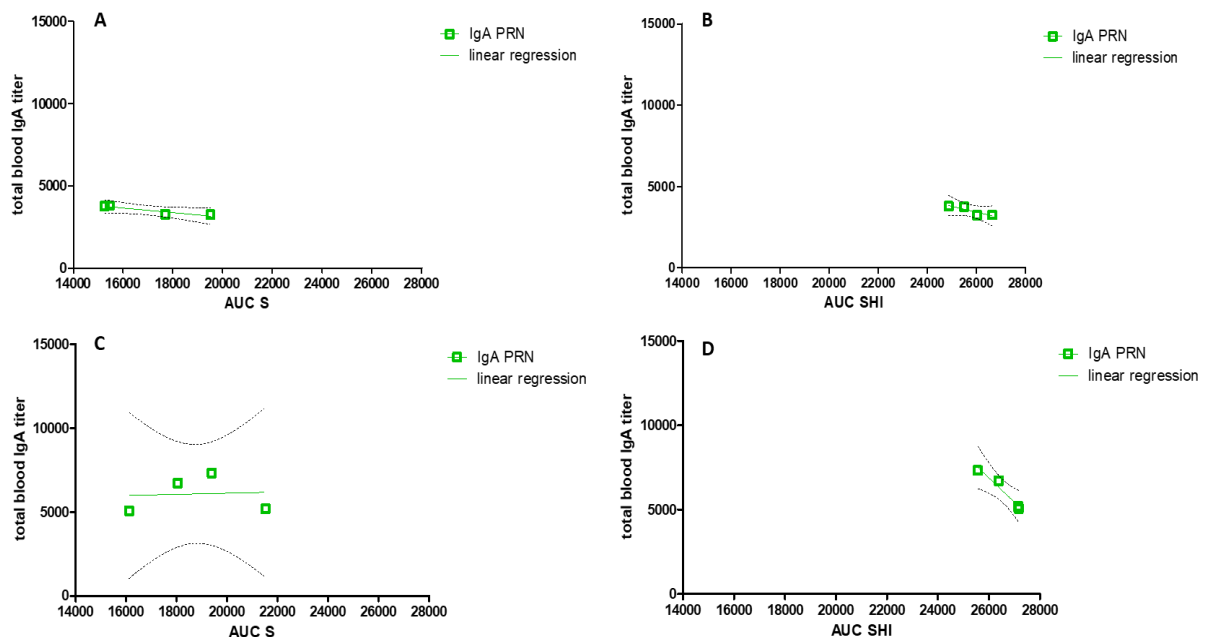 A
15000
10000
5000
0
total blood IgA titer
14000 16000 18000 20000 22000 24000 26000 28000
AUC S
IgA PRN
linear regression
B
15000
10000
5000
0
total blood IgA titer
14000 16000 18000 20000 22000 24000 26000 28000
AUC SHI
IgA PRN
linear regression
C
15000
10000
5000
0
total blood IgA titer
14000 16000 18000 20000 22000 24000 26000 28000
AUC S
IgA PRN
linear regression
D
15000
10000
5000
0
total blood IgA titer
14000 16000 18000 20000 22000 24000 26000 28000
AUC SHI
IgA PRN
linear regression